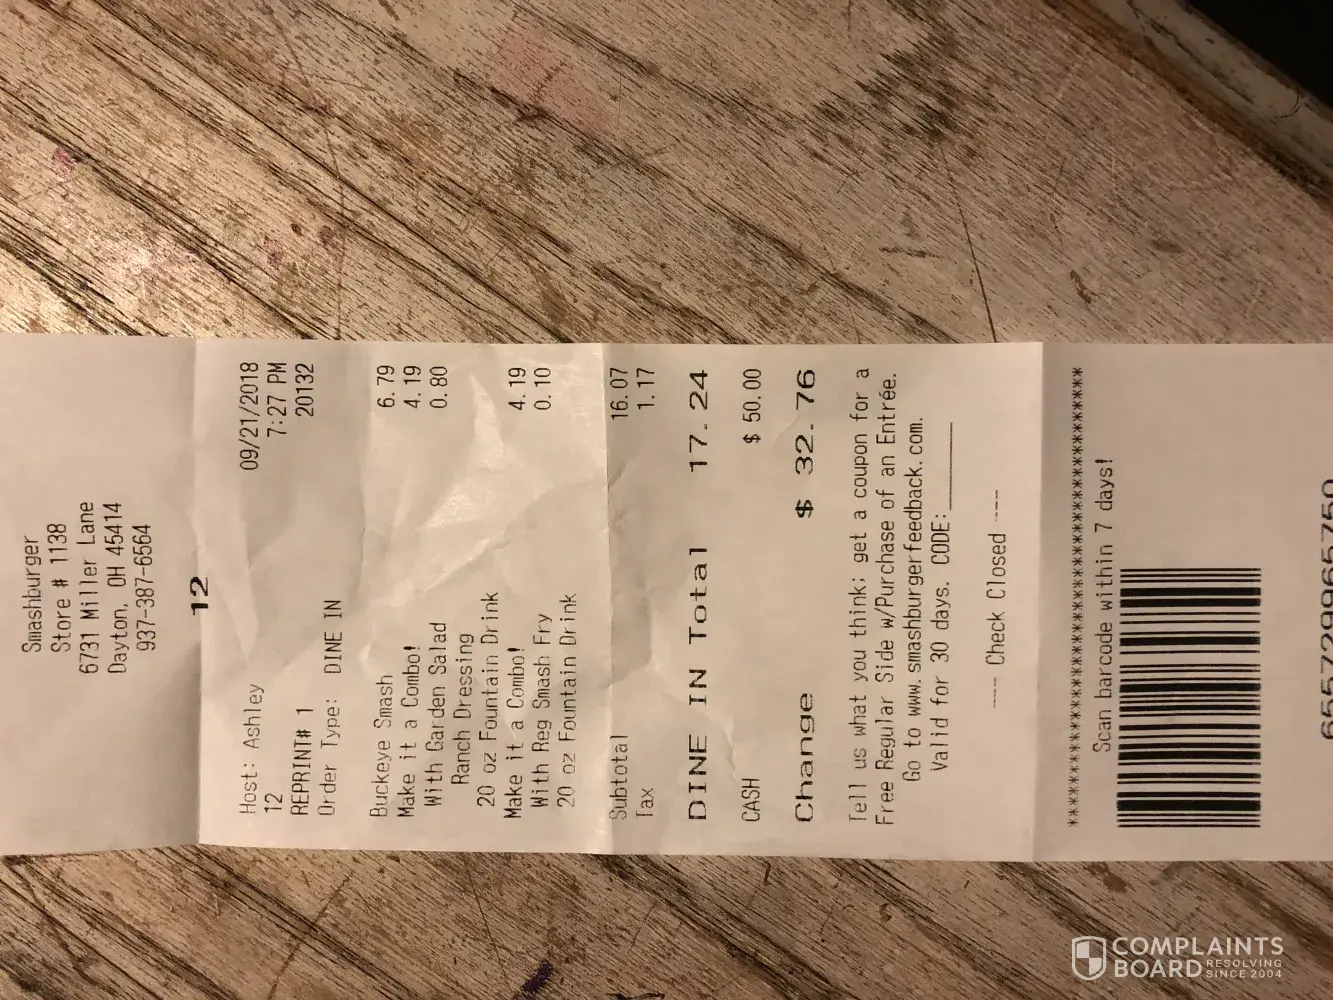 Smashburger
Store # 1138
6731 Miller Lane
Dayton, OH 45414
937-387-6564
12
Host: Ashley 09/21/2018
12 7:27 PM
REPRINT# 1 20132
Order Type: DINE IN
Buckeye Smash 6.79
Make it a Combo! 4.19
With Garden Salad 0.80
Ranch Dressing
20 oz Fountain Drink
Make it a Combo! 4.19
With Reg Smash Fry 0.10
20 oz Fountain Drink
Subtotal 16.07
Tax 1.17
DINE IN Total 17.24
CASH $ 50.00
Change $ 32.76
Tell us what you think; get a coupon for a
Free Regular Side w/Purchase of an Entrée.
Go to www.smashburgerfeedback.com.
Valid for 30 days. CODE:________
--- Check Closed ---
****************************************
Scan barcode within 7 days!
COMPLAINTS
BOARD RESOLVING
SINCE 2004